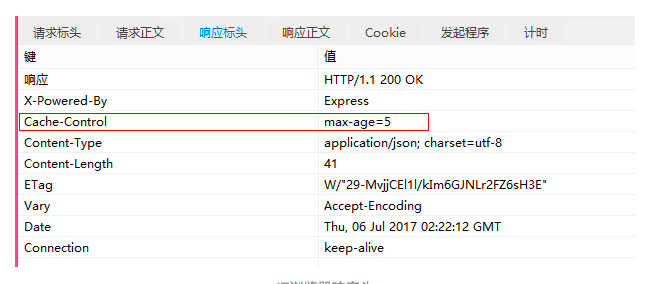 请求标头 请求正文 响应标头 响应正文 Cookie 发起程序 计时
键 值
响应 HTTP/1.1 200 OK
X-Powered-By Express
Cache-Control max-age=5
Content-Type application/json; charset=utf-8
Content-Length 41
ETag W/"29-MvjjCEl1l/kIm6GJNLr2FZ6sH3E"
Vary Accept-Encoding
Date Thu, 06 Jul 2017 02:22:12 GMT
Connection keep-alive